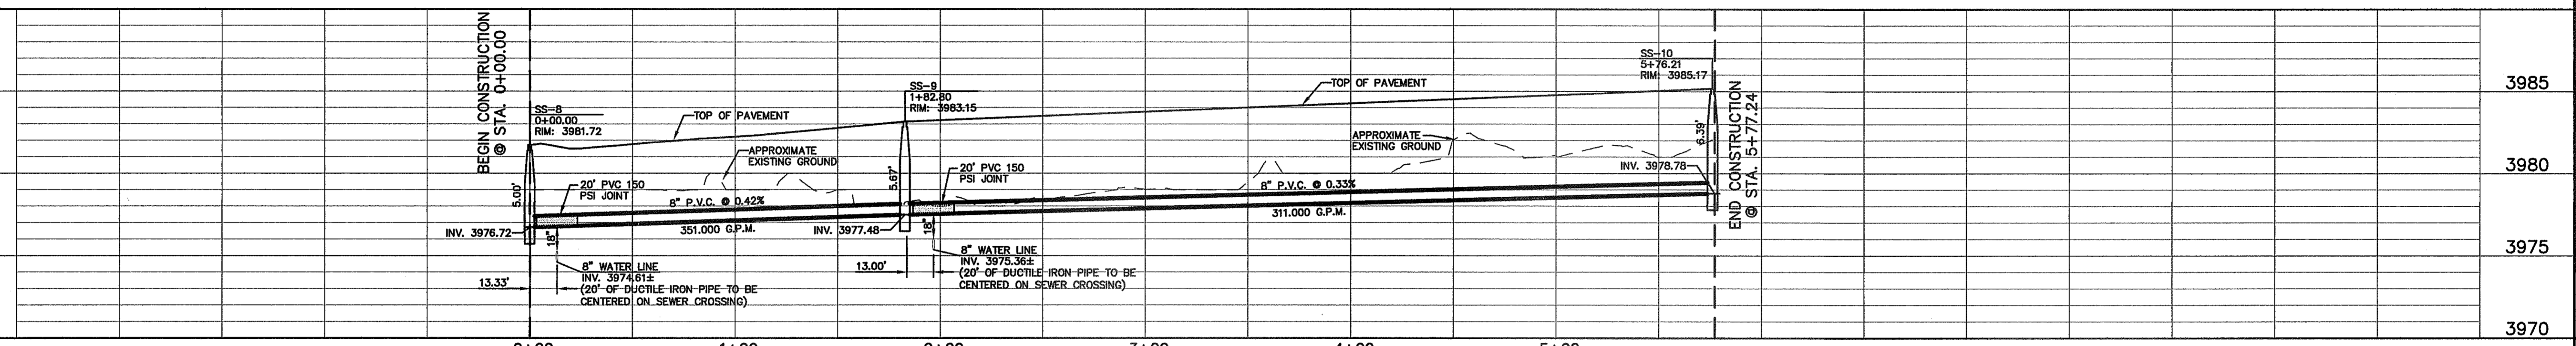 BEGIN CONSTRUCTION
@ STA. 0+00.00
SS-8
0+00.00
RIM: 3981.72
TOP OF PAVEMENT
APPROXIMATE
EXISTING GROUND
5.00'
20' PVC 150
PSI JOINT
8" P.V.C. @ 0.42%
351.000 G.P.M.
INV. 3976.72
18"
13.33'
8" WATER LINE
INV. 3974.61±
(20' OF DUCTILE IRON PIPE TO BE
CENTERED ON SEWER CROSSING)
SS-9
1+82.80
RIM: 3983.15
5.67'
INV. 3977.48
20' PVC 150
PSI JOINT
18"
13.00'
8" WATER LINE
INV. 3975.36±
(20' OF DUCTILE IRON PIPE TO BE
CENTERED ON SEWER CROSSING)
TOP OF PAVEMENT
APPROXIMATE
EXISTING GROUND
8" P.V.C. @ 0.33%
311.000 G.P.M.
SS-10
5+76.21
RIM: 3985.17
6.39'
INV. 3978.78
END CONSTRUCTION
@ STA. 5+77.24
3985
3980
3975
3970